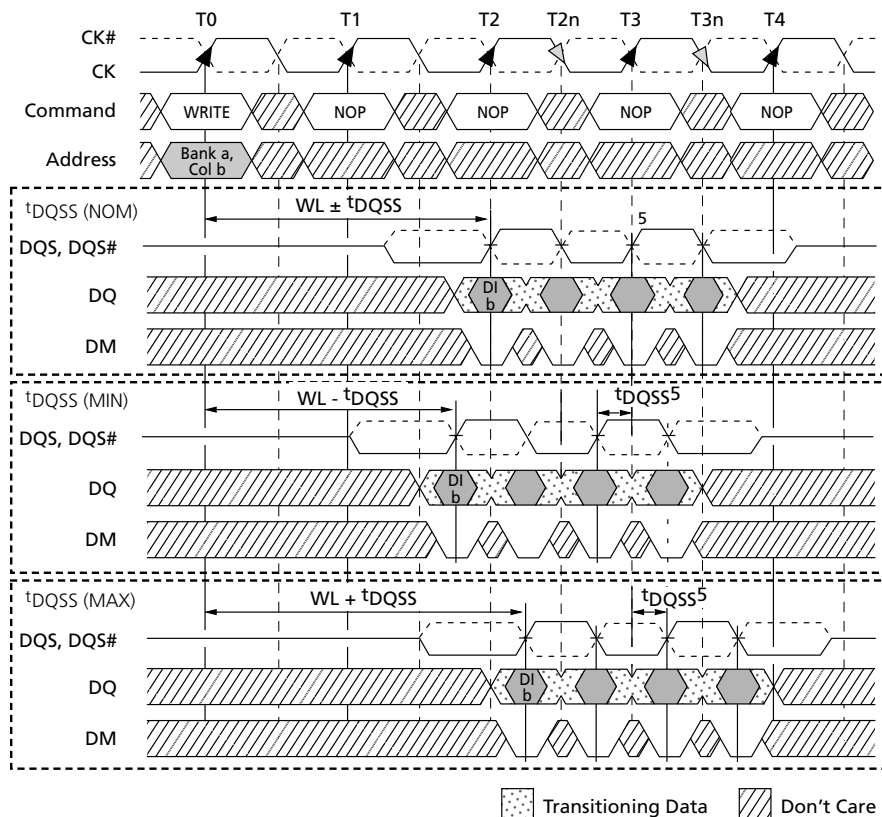 T0 T1 T2 T2n T3 T3n T4
CK#
CK
Command WRITE NOP NOP NOP NOP
Address Bank a,
Col b
tDQSS (NOM) WL ± tDQSS
5
DQS, DQS#
DQ DI
b
DM
tDQSS (MIN) WL - tDQSS tDQSS5
DQS, DQS#
DQ DI
b
DM
tDQSS (MAX) WL + tDQSS tDQSS5
DQS, DQS#
DQ DI
b
DM
Transitioning Data Don't Care